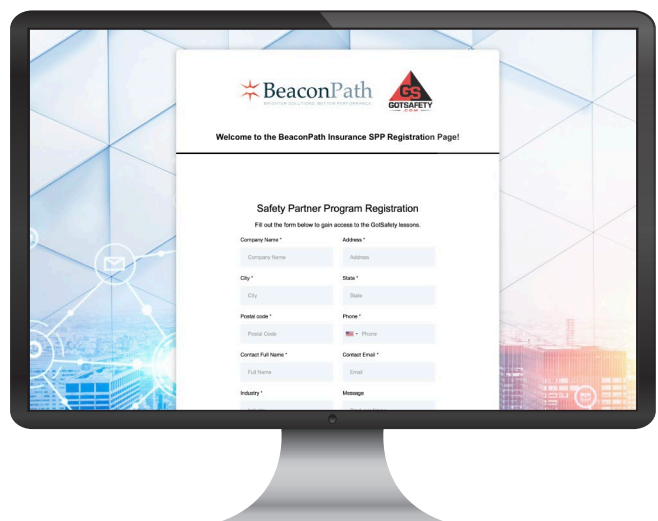 BeaconPath
BRIGHTER SOLUTIONS. BETTER PERFORMANCE.
GS
GOTSAFETY
.COM
Welcome to the BeaconPath Insurance SPP Registration Page!
Safety Partner Program Registration
Fill out the form below to gain access to the GotSafety lessons.
Company Name * Address *
Company Name Address
City * State *
City State
Postal code * Phone *
Postal Code Phone
Contact Full Name * Contact Email *
Full Name Email
Industry * Message